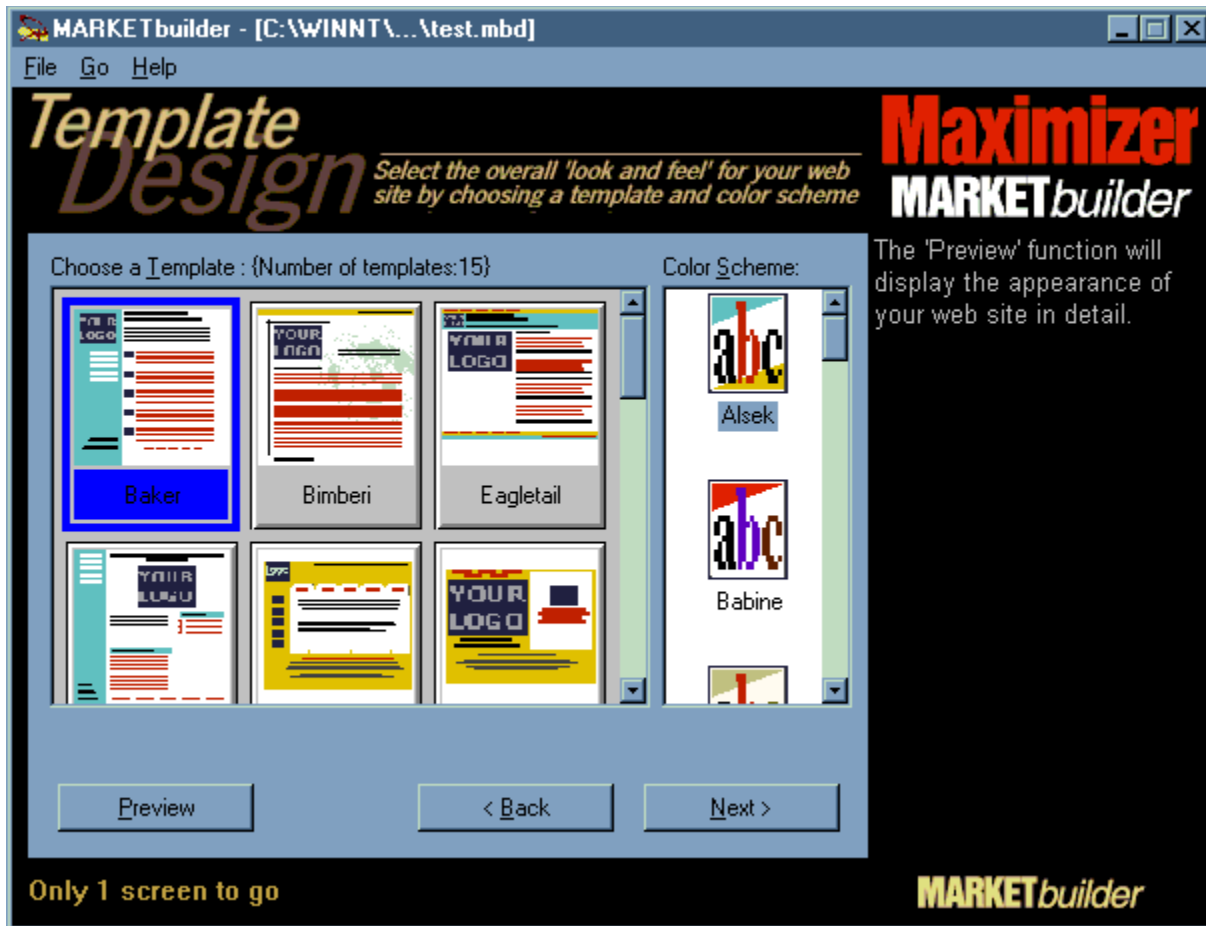 MARKETbuilder - [C:\WINNT\...\test.mbd]
File Go Help
Template
Design
Select the overall 'look and feel' for your web
site by choosing a template and color scheme
Maximizer
MARKETbuilder
The 'Preview' function will
display the appearance of
your web site in detail.
Choose a Template : {Number of templates:15}
Color Scheme:
YOUR
LOGO
YOUR
LOGO
YOUR
LOGO
Baker
Bimberi
Eagletail
abc
Alsek
YOUR
LOGO
YOUR
LOGO
abc
Babine
Preview
< Back
Next >
Only 1 screen to go
MARKETbuilder